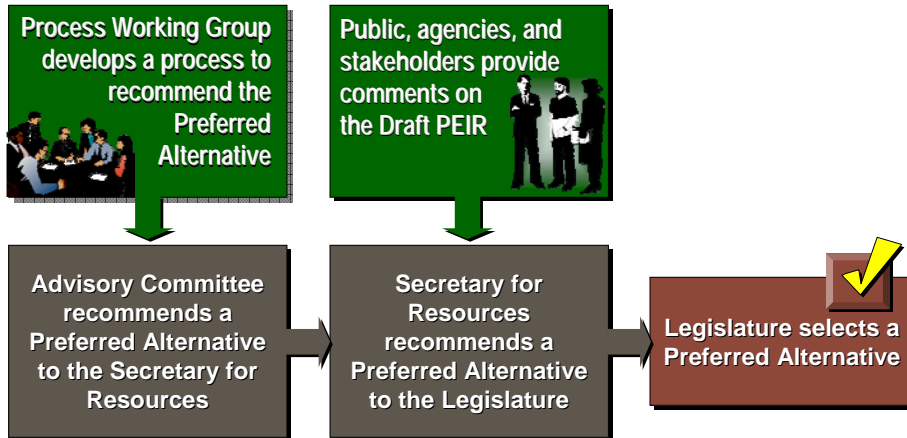 Process Working Group
develops a process to
recommend the
Preferred
Alternative
Public, agencies, and
stakeholders provide
comments on
the Draft PEIR
Advisory Committee
recommends a
Preferred Alternative
to the Secretary for
Resources
Secretary for
Resources
recommends a
Preferred Alternative
to the Legislature
Legislature selects a
Preferred Alternative